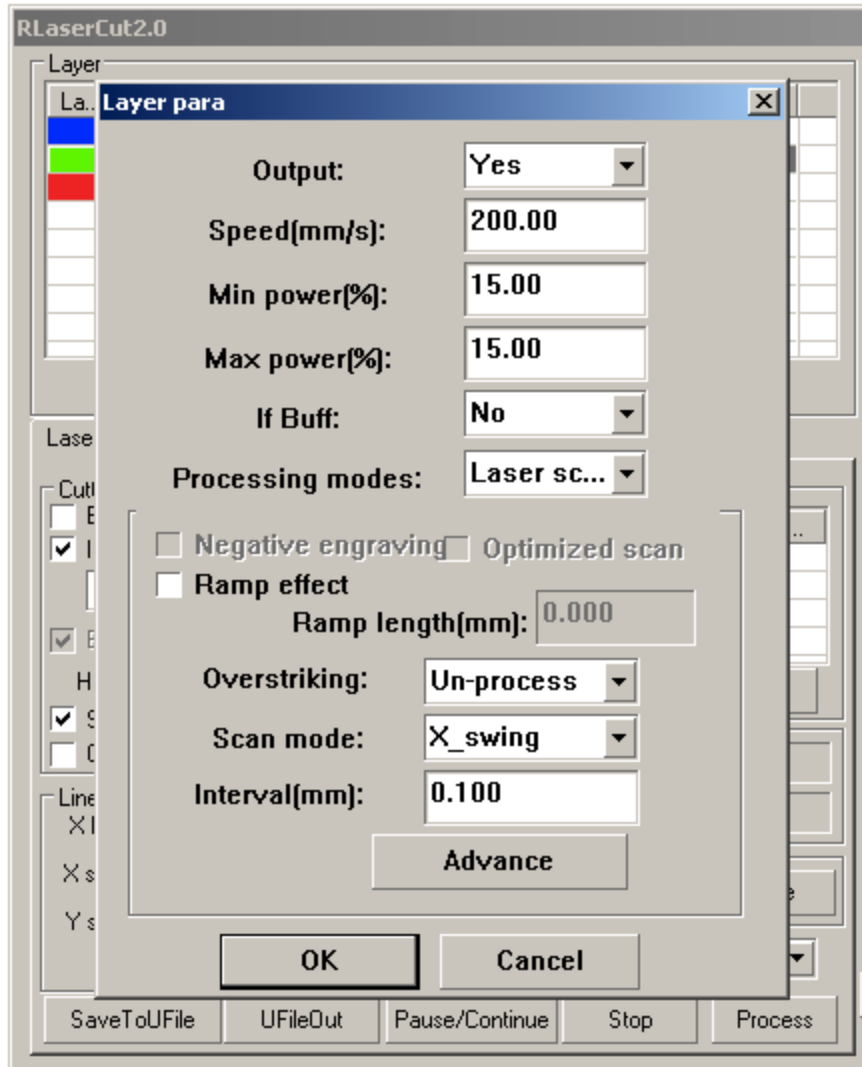 RLaserCut2.0
Layer
La..
Layer para
Output: Yes
Speed(mm/s): 200.00
Min power(%): 15.00
Max power(%): 15.00
If Buff: No
Lase
Processing modes: Laser sc...
Cutt
Negative engraving Optimized scan
..
Ramp effect
Ramp length(mm): 0.000
H
Overstriking: Un-process
S
Scan mode: X_swing
Interval(mm): 0.100
Line
X l
Advance
X s
Y s
OK Cancel
SaveToUFile UFileOut Pause/Continue Stop Process